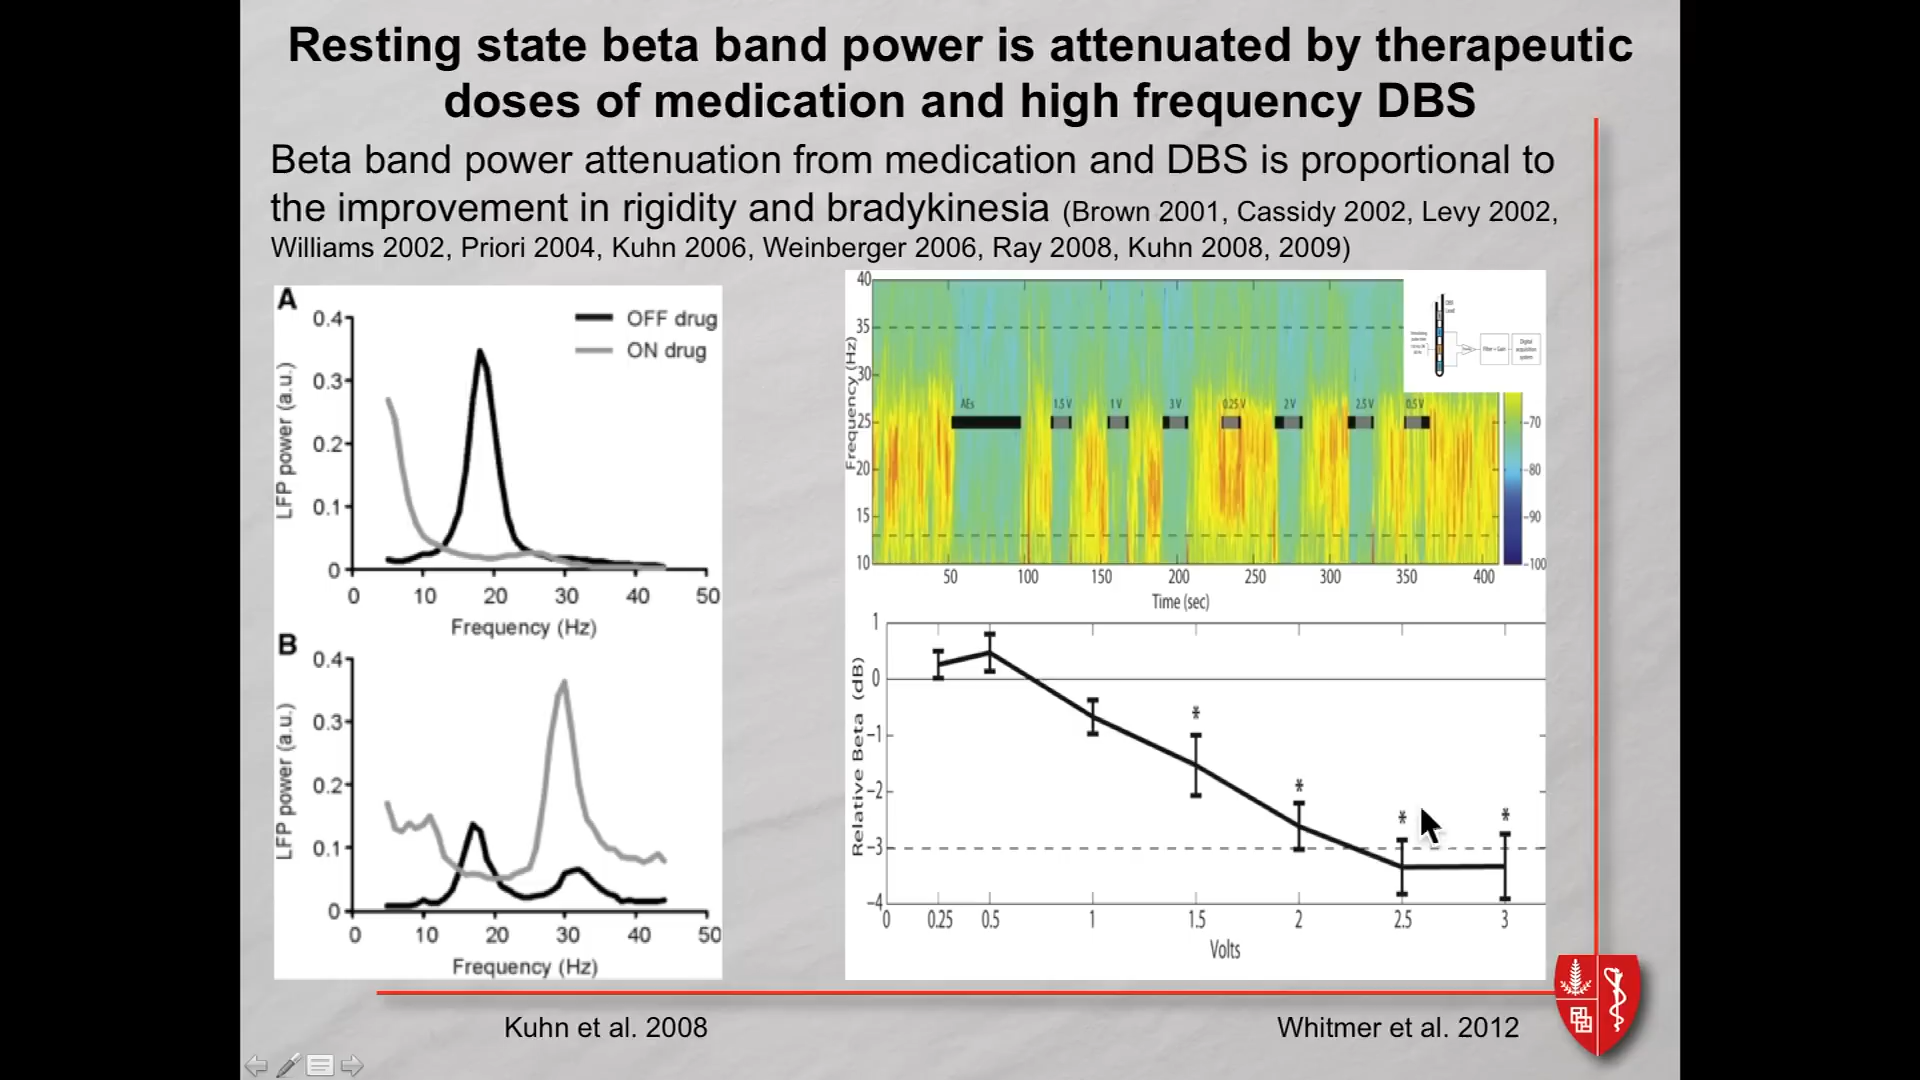 Resting state beta band power is attenuated by therapeutic
doses of medication and high frequency DBS
Beta band power attenuation from medication and DBS is proportional to
the improvement in rigidity and bradykinesia (Brown 2001, Cassidy 2002, Levy 2002,
Williams 2002, Priori 2004, Kuhn 2006, Weinberger 2006, Ray 2008, Kuhn 2008, 2009)
A
OFF drug
ON drug
LFP power (a.u.)
0.4
0.3
0.2
0.1
0
0 10 20 30 40 50
Frequency (Hz)
B
LFP power (a.u.)
0.4
0.3
0.2
0.1
0
0 10 20 30 40 50
Frequency (Hz)
Kuhn et al. 2008
Frequency (Hz)
40
35
30
25
20
15
10
AEs 1.5 V 1 V 3 V 0.25 V 2 V 2.5 V 0.5 V
DBS
Lead
Filter + Gain
Digital
acquisition
system
-70
-80
-90
-100
50 100 150 200 250 300 350 400
Time (sec)
Relative Beta (dB)
1
0
-1
-2
-3
-4
* * * *
0 0.25 0.5 1 1.5 2 2.5 3
Volts
Whitmer et al. 2012